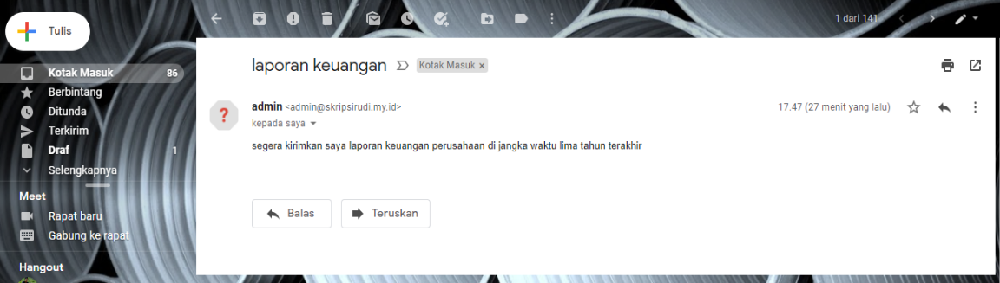 Tulis
1 dari 141
Kotak Masuk 86
Berbintang
Ditunda
Terkirim
Draf 1
Selengkapnya
Meet
Rapat baru
Gabung ke rapat
Hangout
laporan keuangan Kotak Masuk x
admin <admin@skripsirudi.my.id> 17.47 (27 menit yang lalu)
kepada saya
segera kirimkan saya laporan keuangan perusahaan di jangka waktu lima tahun terakhir
Balas Teruskan